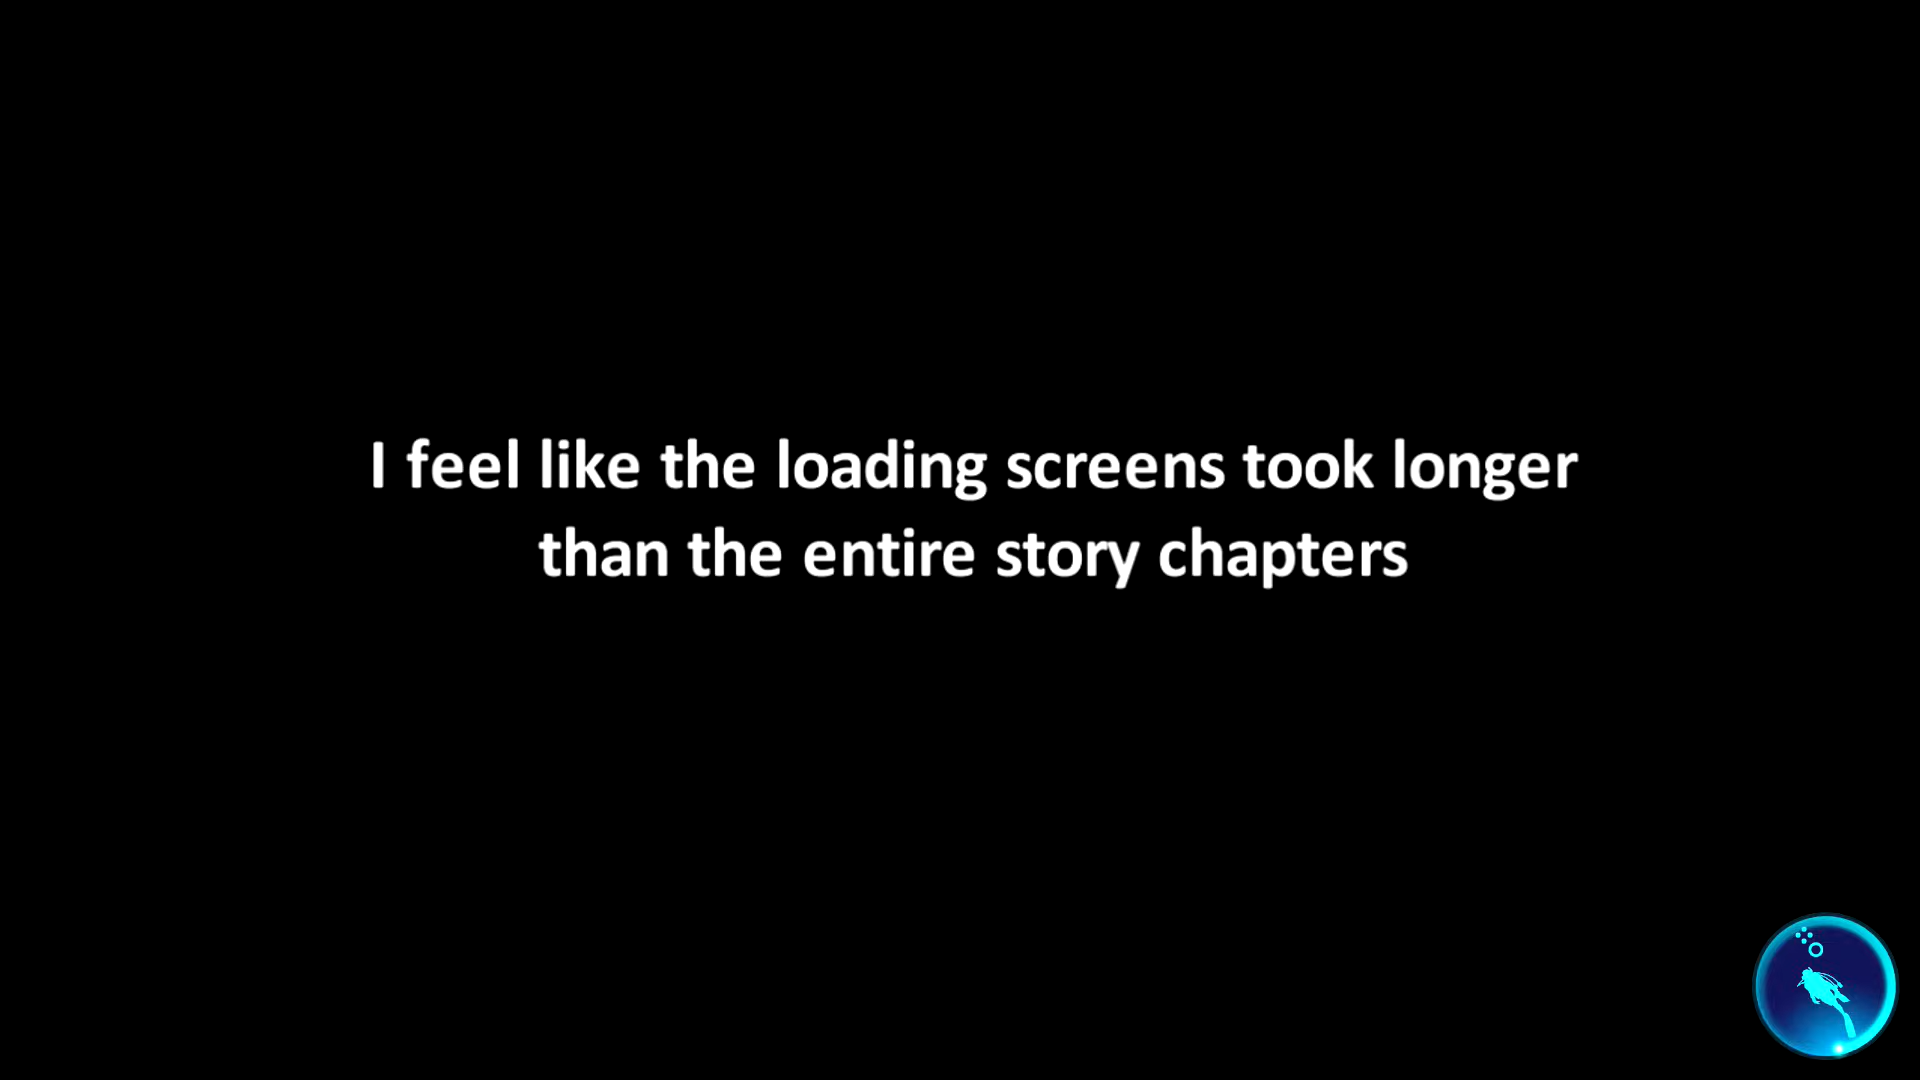 I feel like the loading screens took longer
than the entire story chapters